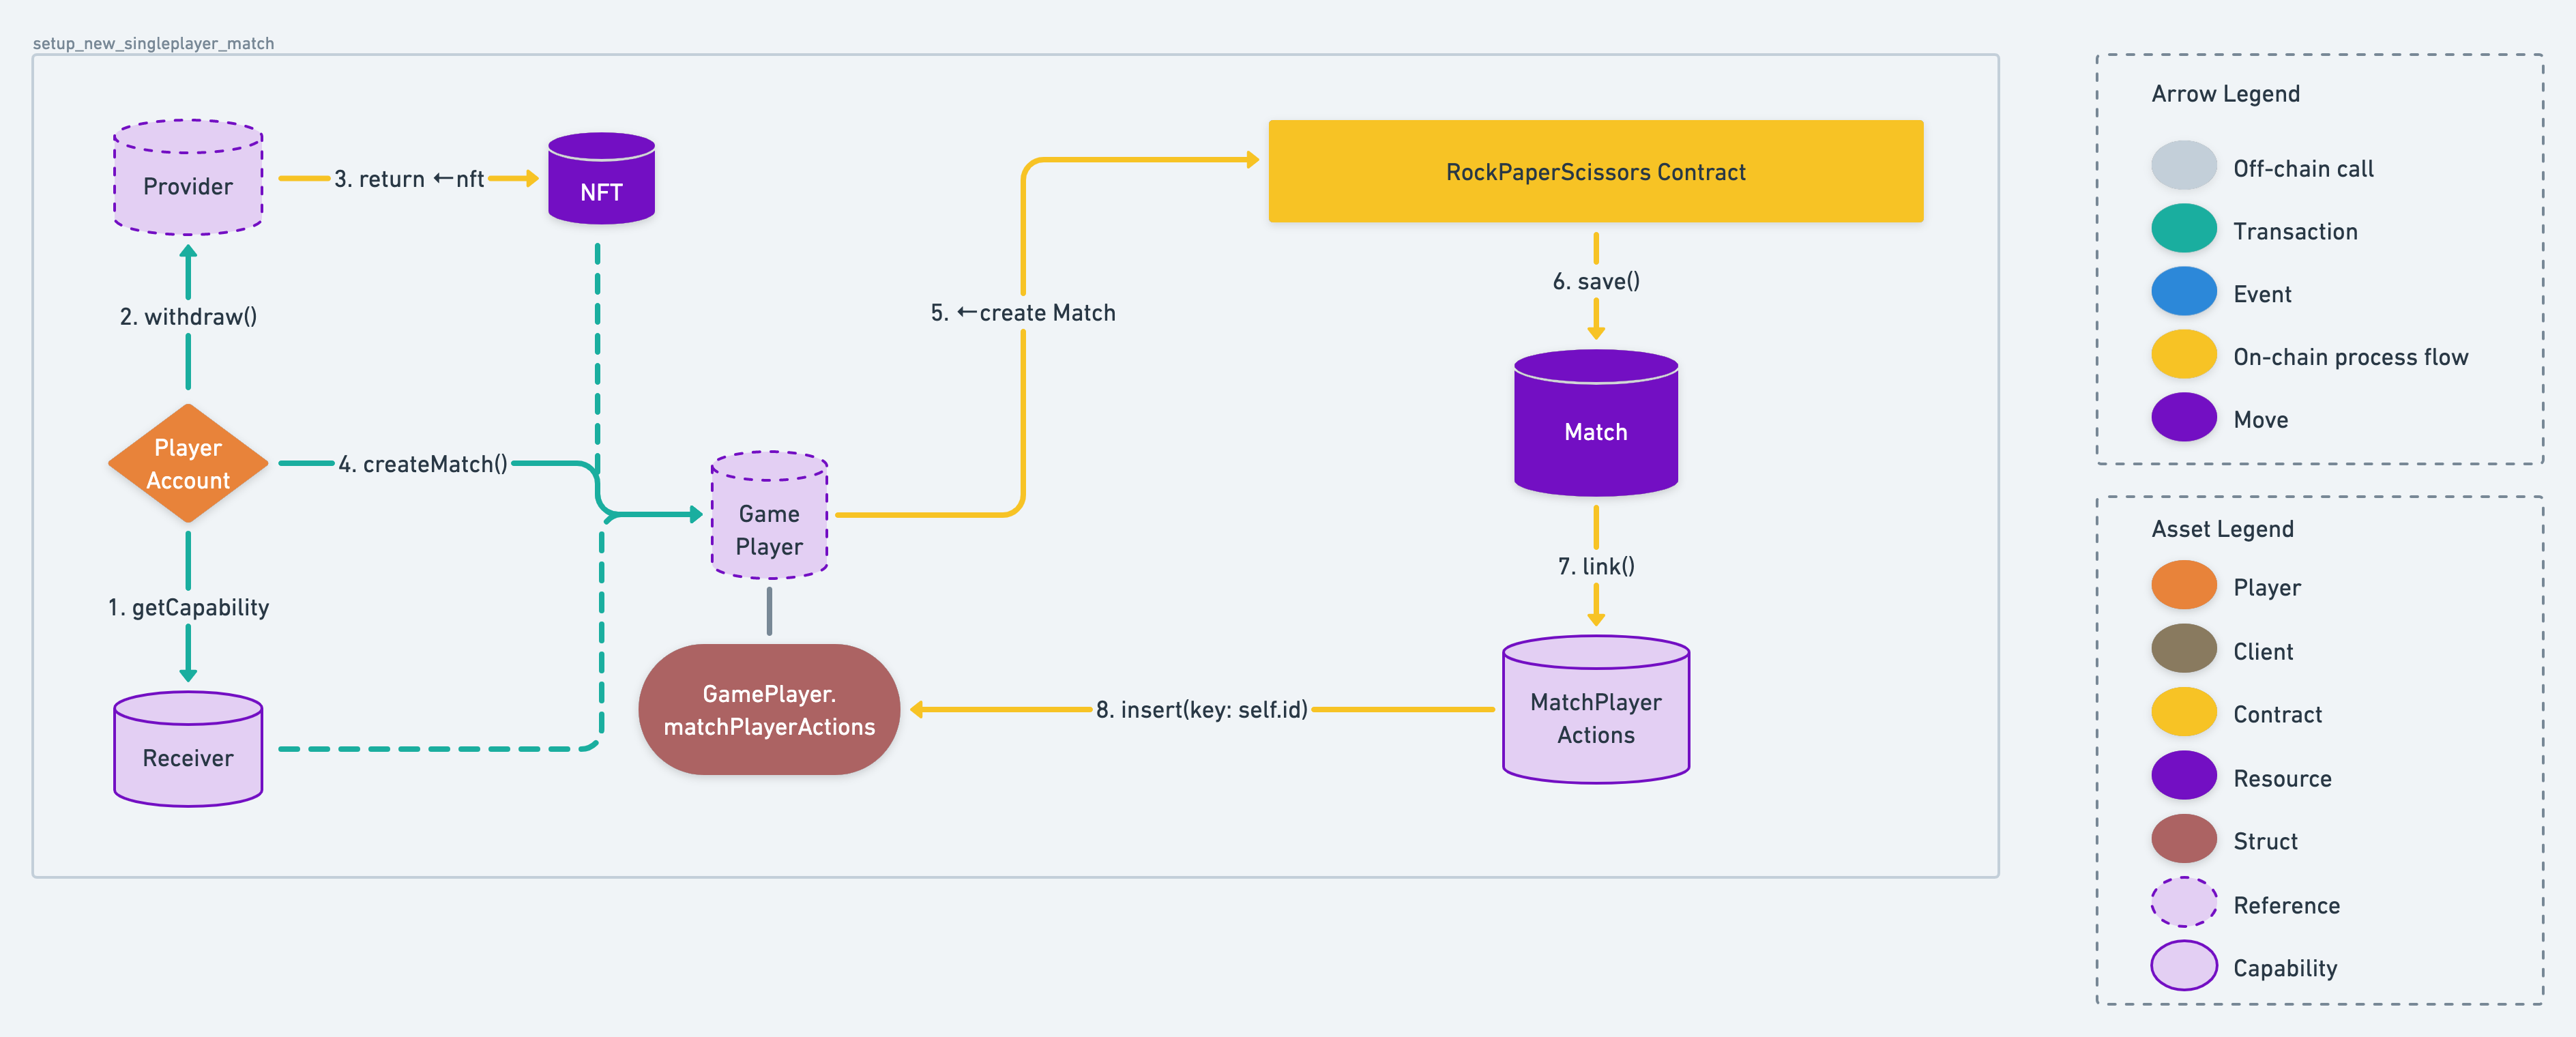 setup_new_singleplayer_match
Provider
3. return ←nft
NFT
2. withdraw()
Player
Account
4. createMatch()
1. getCapability
Receiver
Game
Player
GamePlayer.
matchPlayerActions
5. ←create Match
RockPaperScissors Contract
6. save()
Match
7. link()
MatchPlayer
Actions
8. insert(key: self.id)
Arrow Legend
Off-chain call
Transaction
Event
On-chain process flow
Move
Asset Legend
Player
Client
Contract
Resource
Struct
Reference
Capability